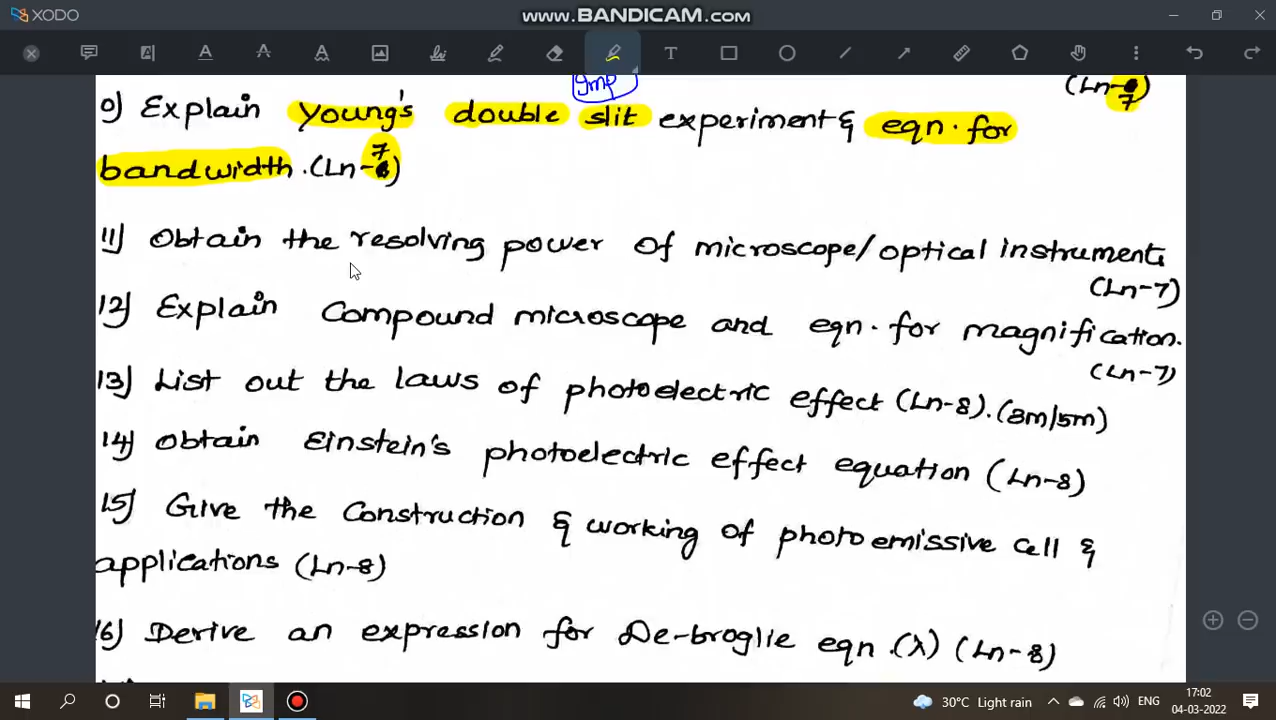 XODO
www.BANDICAM.com
Imp
(Ln-7)
0) Explain young's double slit experiment & eqn. for
bandwidth. (Ln-7)
11) Obtain the resolving power of microscope/optical instruments
(Ln-7)
12) Explain Compound microscope and eqn. for magnification.
(Ln-7)
13) List out the laws of photoelectric effect (Ln-8). (3m/5m)
14) Obtain Einstein's photoelectric effect equation (Ln-8)
15) Give the Construction & working of photoemissive cell &
applications (Ln-8)
16) Derive an expression for De-broglie eqn. (λ) (Ln-8)
30°C Light rain
ENG
17:02
04-03-2022